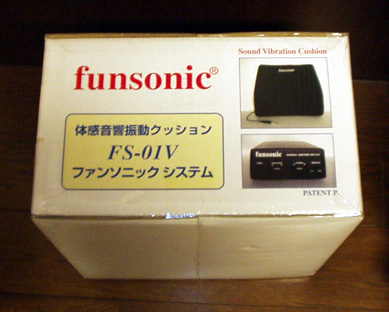 funsonic®
体感音響振動クッション
FS-01V
ファンソニック システム
Sound Vibration Cushion
funsonic
funsonic
PATENT P.